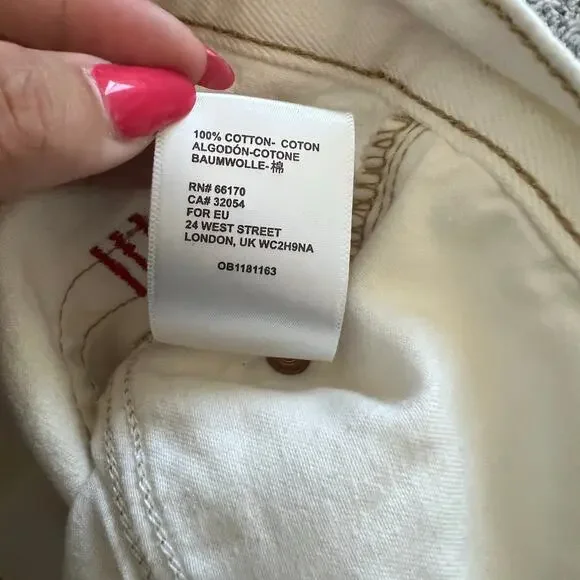 100% COTTON- COTON
ALGODÓN-COTONE
BAUMWOLLE-棉
RN# 66170
CA# 32054
FOR EU
24 WEST STREET
LONDON, UK WC2H9NA
OB1181163